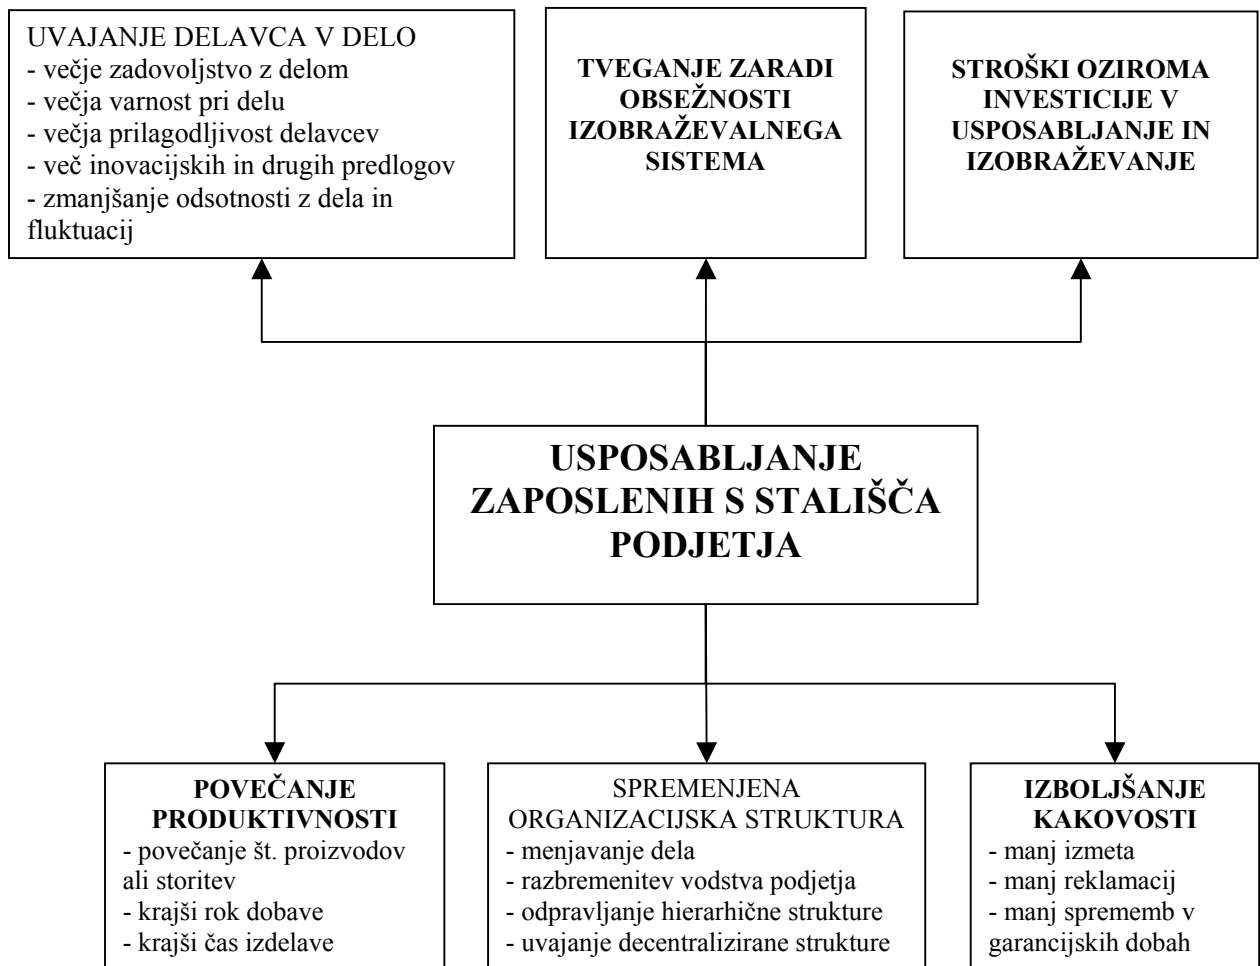 UVAJANJE DELAVCA V DELO
- večje zadovoljstvo z delom
- večja varnost pri delu
- večja prilagodljivost delavcev
- več inovacijskih in drugih predlogov
- zmanjšanje odsotnosti z dela in
fluktuacij
TVEGANJE ZARADI
OBSEŽNOSTI
IZOBRAŽEVALNEGA
SISTEMA
STROŠKI OZIROMA
INVESTICIJE V
USPOSABLJANJE IN
IZOBRAŽEVANJE
USPOSABLJANJE
ZAPOSLENIH S STALIŠČA
PODJETJA
POVEČANJE
PRODUKTIVNOSTI
- povečanje št. proizvodov
ali storitev
- krajši rok dobave
- krajši čas izdelave
SPREMENJENA
ORGANIZACIJSKA STRUKTURA
- menjavanje dela
- razbremenitev vodstva podjetja
- odpravljanje hierarhične strukture
- uvajanje decentralizirane strukture
IZBOLJŠANJE
KAKOVOSTI
- manj izmeta
- manj reklamacij
- manj sprememb v
garancijskih dobah